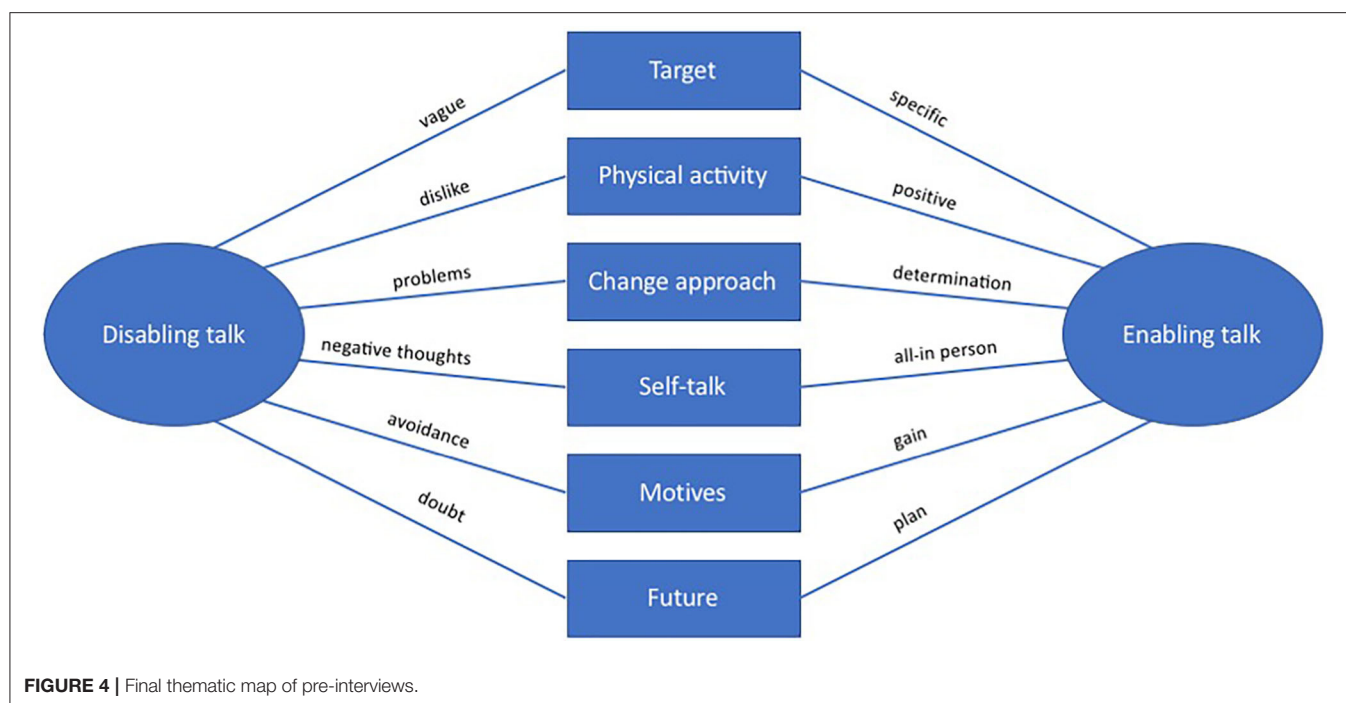 Target
vague
specific
Physical activity
dislike
positive
Change approach
problems
determination
Disabling talk
Enabling talk
negative thoughts
all-in person
Self-talk
avoidance
gain
Motives
doubt
plan
Future
FIGURE 4 | Final thematic map of pre-interviews.